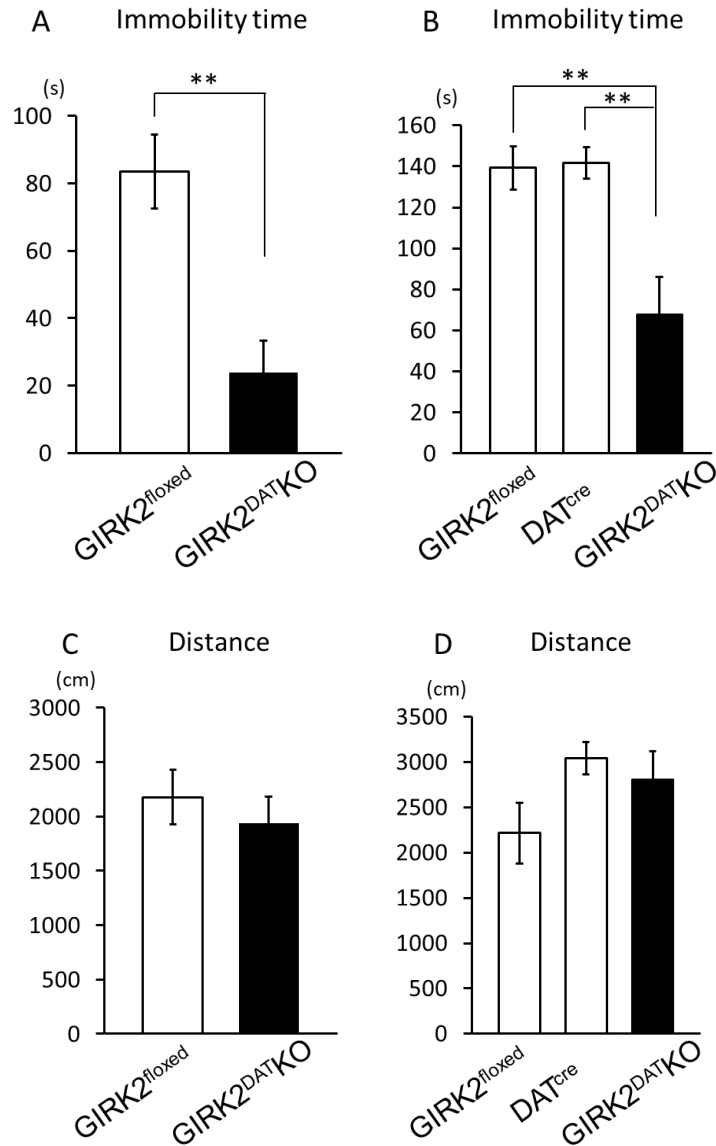 A Immobility time
(s)
**
100
80
60
40
20
0
GIRK2floxed
GIRK2DATKO
B Immobility time
(s)
**
**
160
140
120
100
80
60
40
20
0
GIRK2floxed
DATcre
GIRK2DATKO
C Distance
(cm)
3000
2500
2000
1500
1000
500
0
GIRK2floxed
GIRK2DATKO
D Distance
(cm)
3500
3000
2500
2000
1500
1000
500
0
GIRK2floxed
DATcre
GIRK2DATKO